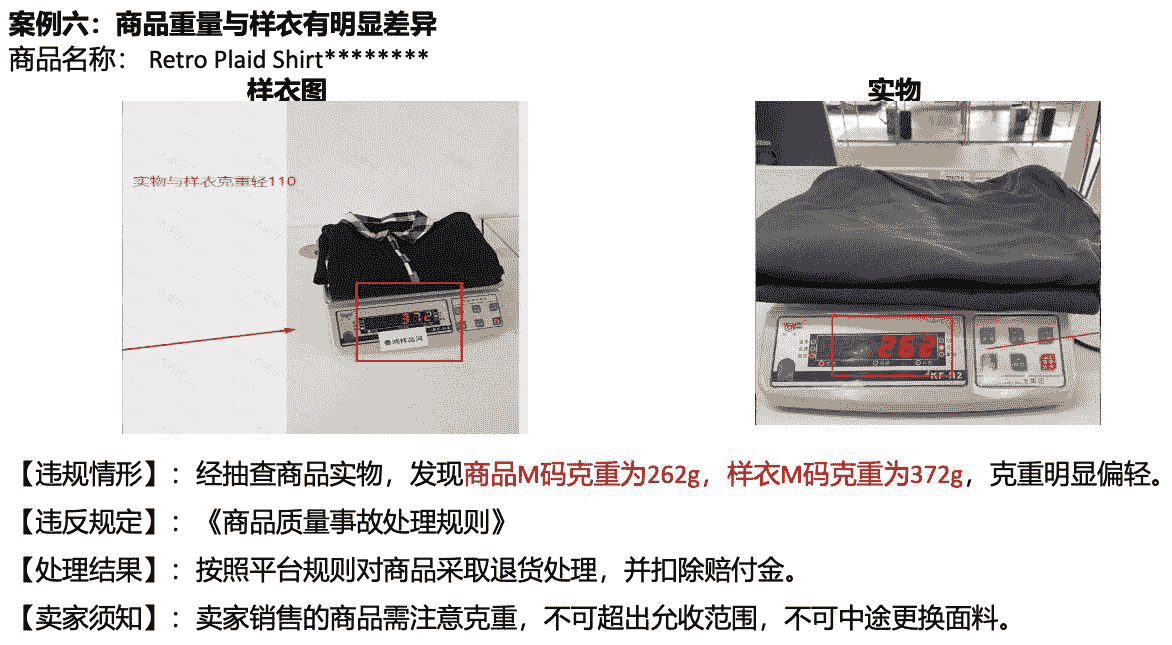 案例六：商品重量与样衣有明显差异
商品名称： Retro Plaid Shirt********
样衣图
实物
实物与样衣克重轻110
372
262
KF-H2
【违规情形】：经抽查商品实物，发现商品M码克重为262g，样衣M码克重为372g，克重明显偏轻。
【违反规定】：《商品质量事故处理规则》
【处理结果】：按照平台规则对商品采取退货处理，并扣除赔付金。
【卖家须知】：卖家销售的商品需注意克重，不可超出允收范围，不可中途更换面料。